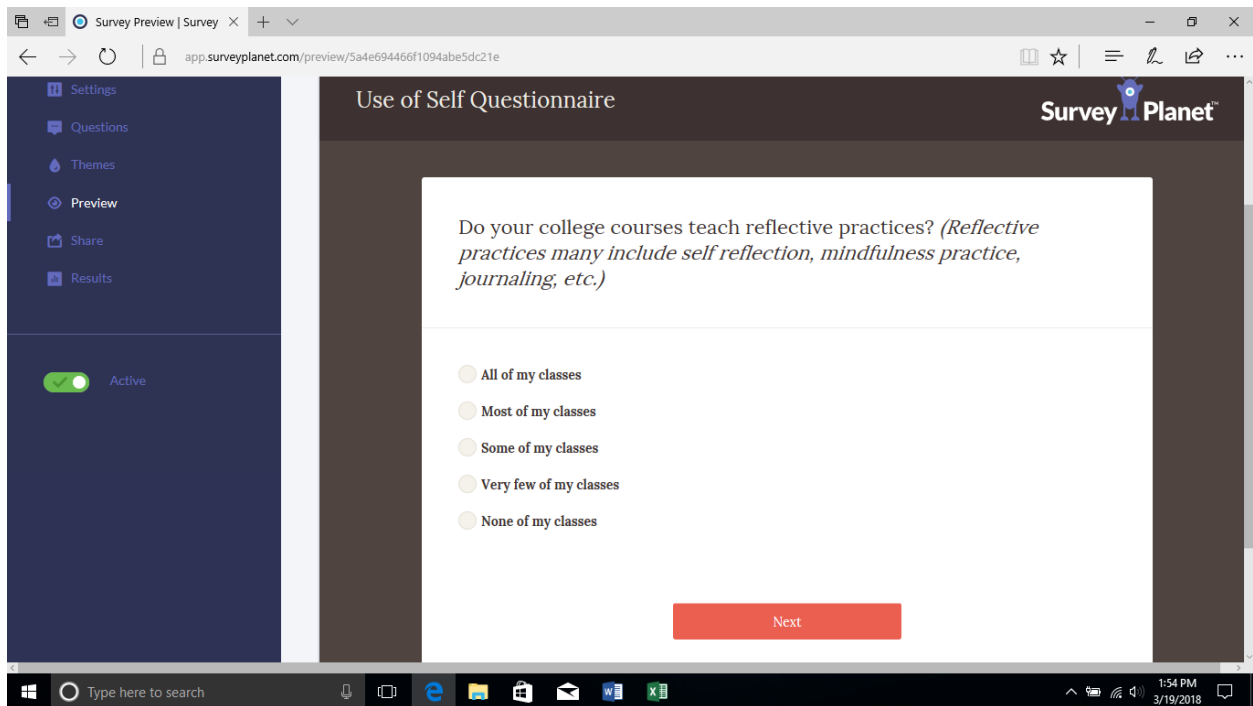 Survey Preview | Survey
app.surveyplanet.com/preview/5a4e694466f1094abe5dc21e
Settings
Questions
Themes
Preview
Share
Results
Active
Use of Self Questionnaire
Survey Planet™
Do your college courses teach reflective practices? (Reflective
practices many include self reflection, mindfulness practice,
journaling, etc.)
All of my classes
Most of my classes
Some of my classes
Very few of my classes
None of my classes
Next
Type here to search
1:54 PM
3/19/2018